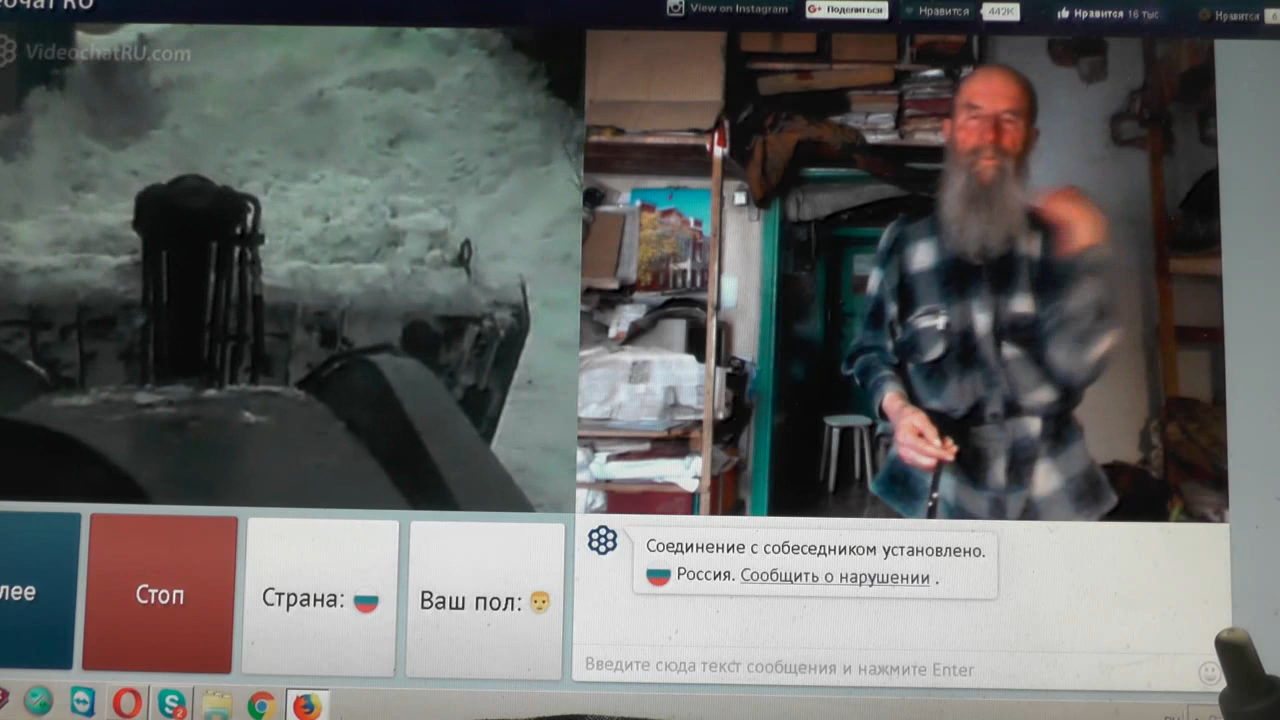 View on Instagram
G+ Поделиться
Нравится 442K
Нравится 16 тыс.
Нравится
VideochatRU.com
Соединение с собеседником установлено.
Россия. Сообщить о нарушении .
лее
Стоп
Страна:
Ваш пол:
Введите сюда текст сообщения и нажмите Enter